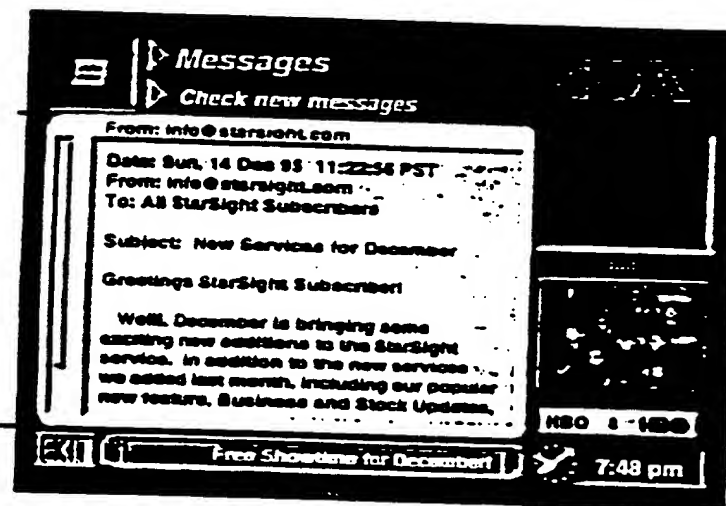 Messages
Check new messages
From: info@starsight.com
Date: Sun, 14 Dec 95 11:22:56 PST
From: info@starsight.com
To: All StarSight Subscribers
Subject: New Services for December
Greetings StarSight Subscriber!
Well, December is bringing some
exciting new additions to the StarSight
service. In addition to the new services
we added last month, including our popular
new feature, Business and Stock Updates,
HBO 8 HBO
EXIT
Free Showtime for December!
7:48 pm